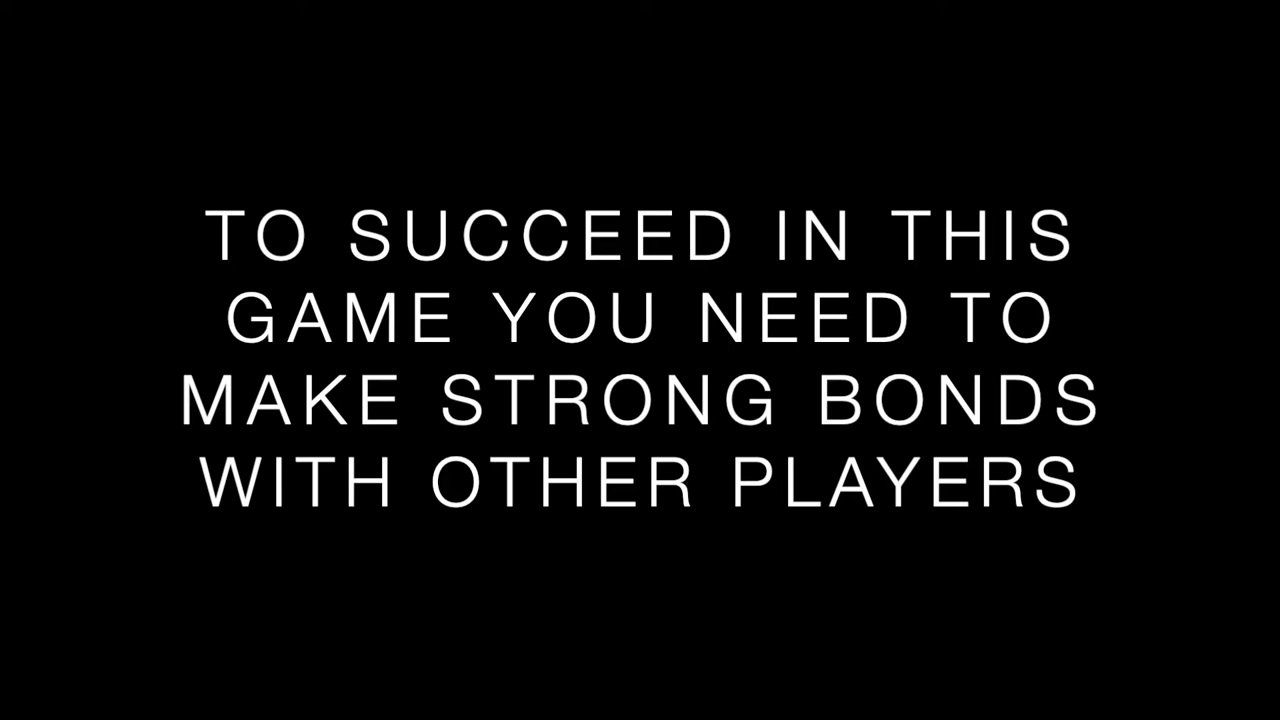 TO SUCCEED IN THIS
GAME YOU NEED TO
MAKE STRONG BONDS
WITH OTHER PLAYERS